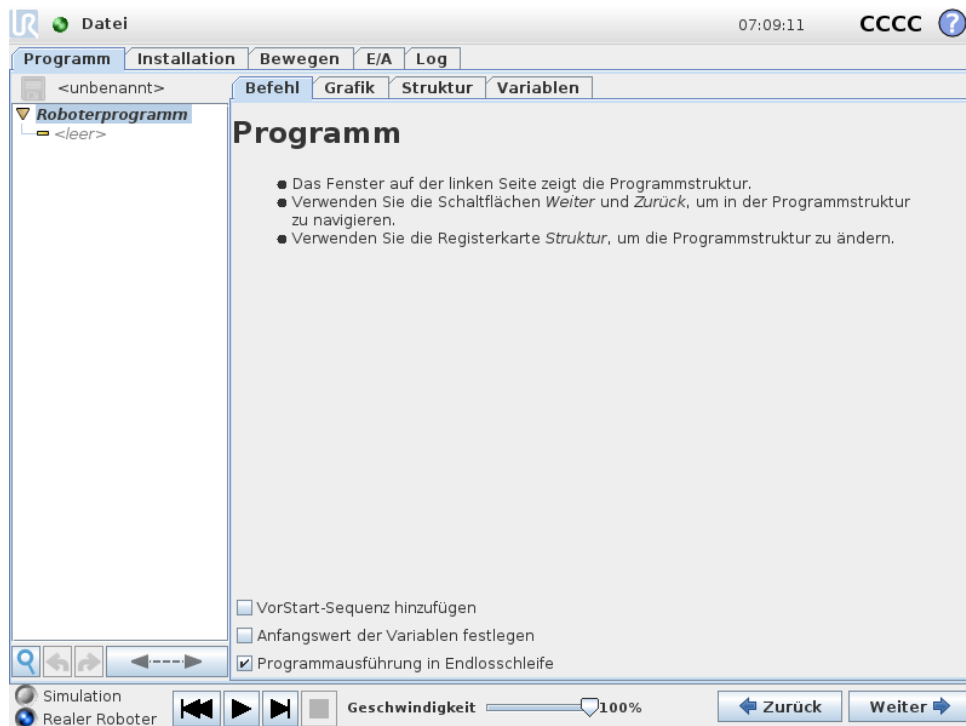 UR Datei 07:09:11 CCCC ?
Programm Installation Bewegen E/A Log
<unbenannt>
Befehl Grafik Struktur Variablen
Roboterprogramm
<leer>
Programm
Das Fenster auf der linken Seite zeigt die Programmstruktur.
Verwenden Sie die Schaltflächen Weiter und Zurück, um in der Programmstruktur
zu navigieren.
Verwenden Sie die Registerkarte Struktur, um die Programmstruktur zu ändern.
VorStart-Sequenz hinzufügen
Anfangswert der Variablen festlegen
Programmausführung in Endlosschleife
Simulation
Realer Roboter
Geschwindigkeit 100%
Zurück Weiter